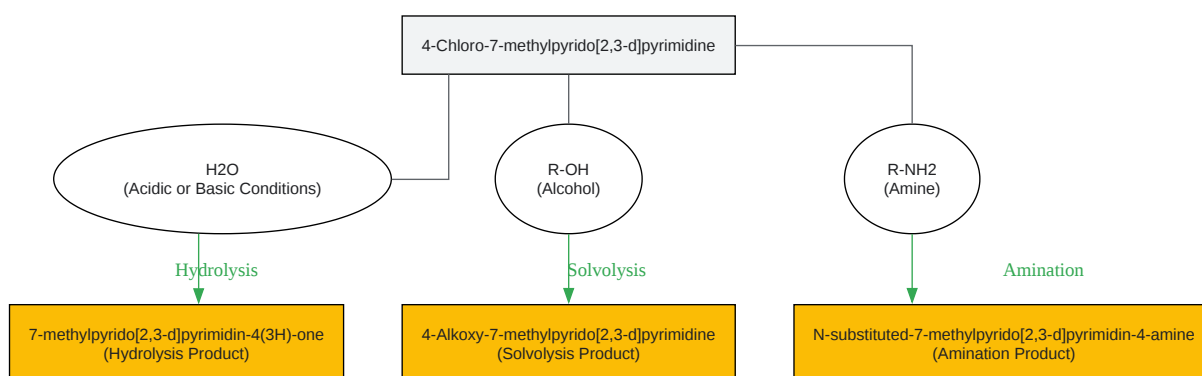 4-Chloro-7-methylpyrido[2,3-d]pyrimidine
H2O
(Acidic or Basic Conditions)
R-OH
(Alcohol)
R-NH2
(Amine)
Hydrolysis
Solvolysis
Amination
7-methylpyrido[2,3-d]pyrimidin-4(3H)-one
(Hydrolysis Product)
4-Alkoxy-7-methylpyrido[2,3-d]pyrimidine
(Solvolysis Product)
N-substituted-7-methylpyrido[2,3-d]pyrimidin-4-amine
(Amination Product)